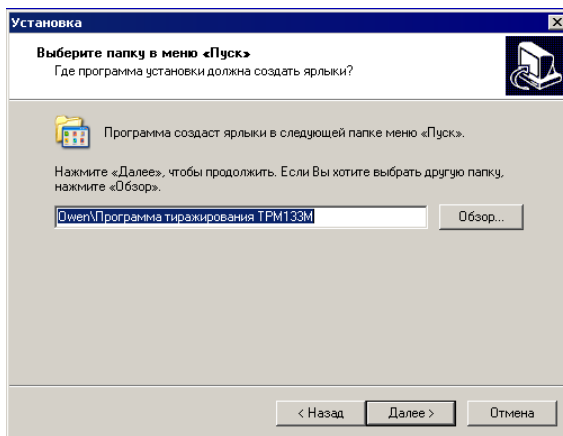 Установка
Выберите папку в меню «Пуск»
Где программа установки должна создать ярлыки?
Программа создаст ярлыки в следующей папке меню «Пуск».
Нажмите «Далее», чтобы продолжить. Если Вы хотите выбрать другую папку,
нажмите «Обзор».
Owen\Программа тиражирования ТРМ133М
Обзор...
< Назад
Далее >
Отмена